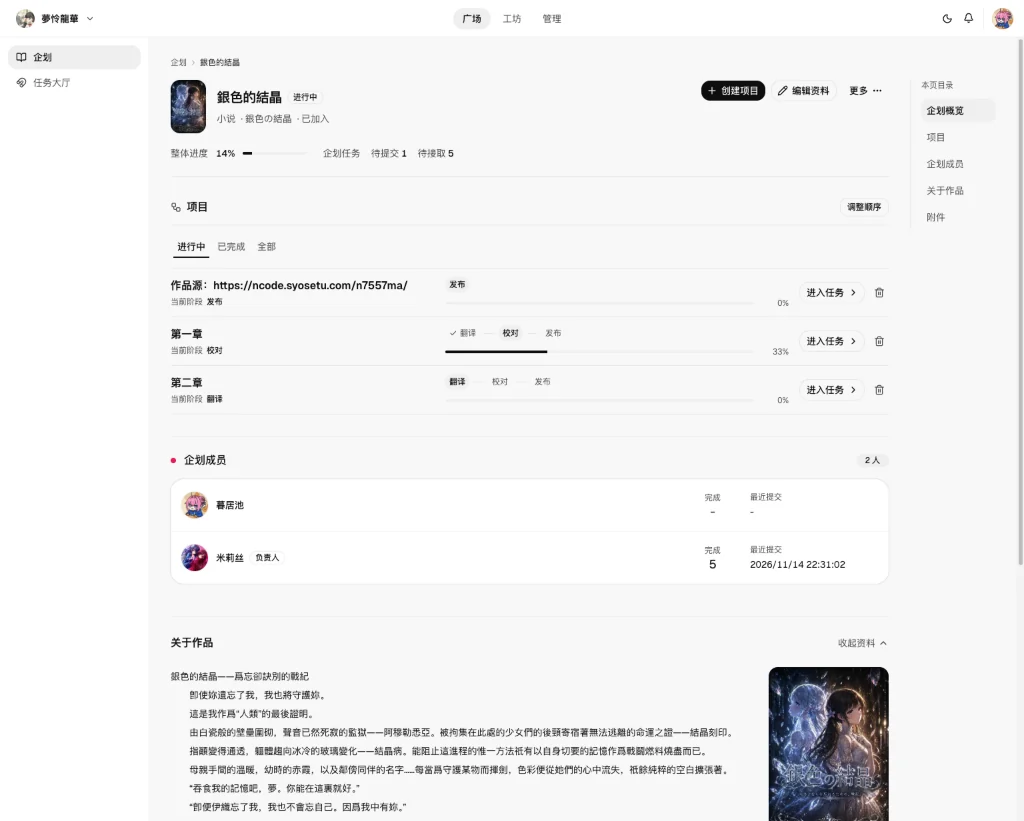 夢怜龍華
广场 工坊 管理
企划
任务大厅
企划 › 銀色的結晶
銀色的結晶 进行中
小说 · 銀色の結晶 · 已加入
创建项目 编辑资料 更多
整体进度 14% 企划任务 待提交 1 待接取 5
本页目录
企划概览
项目
企划成员
关于作品
附件
项目
调整顺序
进行中 已完成 全部
作品源：https://ncode.syosetu.com/n7557ma/
当前阶段 发布
发布
0%
进入任务
第一章
当前阶段 校对
翻译 校对 发布
33%
进入任务
第二章
当前阶段 翻译
翻译 校对 发布
0%
进入任务
企划成员
2 人
暮居池
完成
-
最近提交
-
米莉丝 负责人
完成
5
最近提交
2026/11/14 22:31:02
关于作品
收起资料
銀色的結晶——爲忘卻訣別的戰紀
卽使妳遺忘了我，我也將守護妳。
這是我作爲“人類”的最後證明。
由白瓷般的壁壘圍砌，聲音已然死寂的監獄——阿穆勒悉亞。被拘集在此處的少女們的後頸寄宿著無法逃離的命運之證——結晶刻印。
指顱變得通透，軀體趨向冰冷的玻璃變化——結晶病。能阻止這進程的惟一方法祇有以自身切要的記憶作爲戰鬭燃料燒盡而已。
母親手間的溫暖，幼時的赤霞，以及鄰傍同伴的名字……每當爲守護某物而揮劍，色彩便從她們的心中流失，祇餘純粹的空白擴張著。
“吞食我的記憶吧，夢。你能在這裏就好。”
“卽便伊織忘了我，我也不會忘自己。因爲我中有妳。”
銀色の結晶